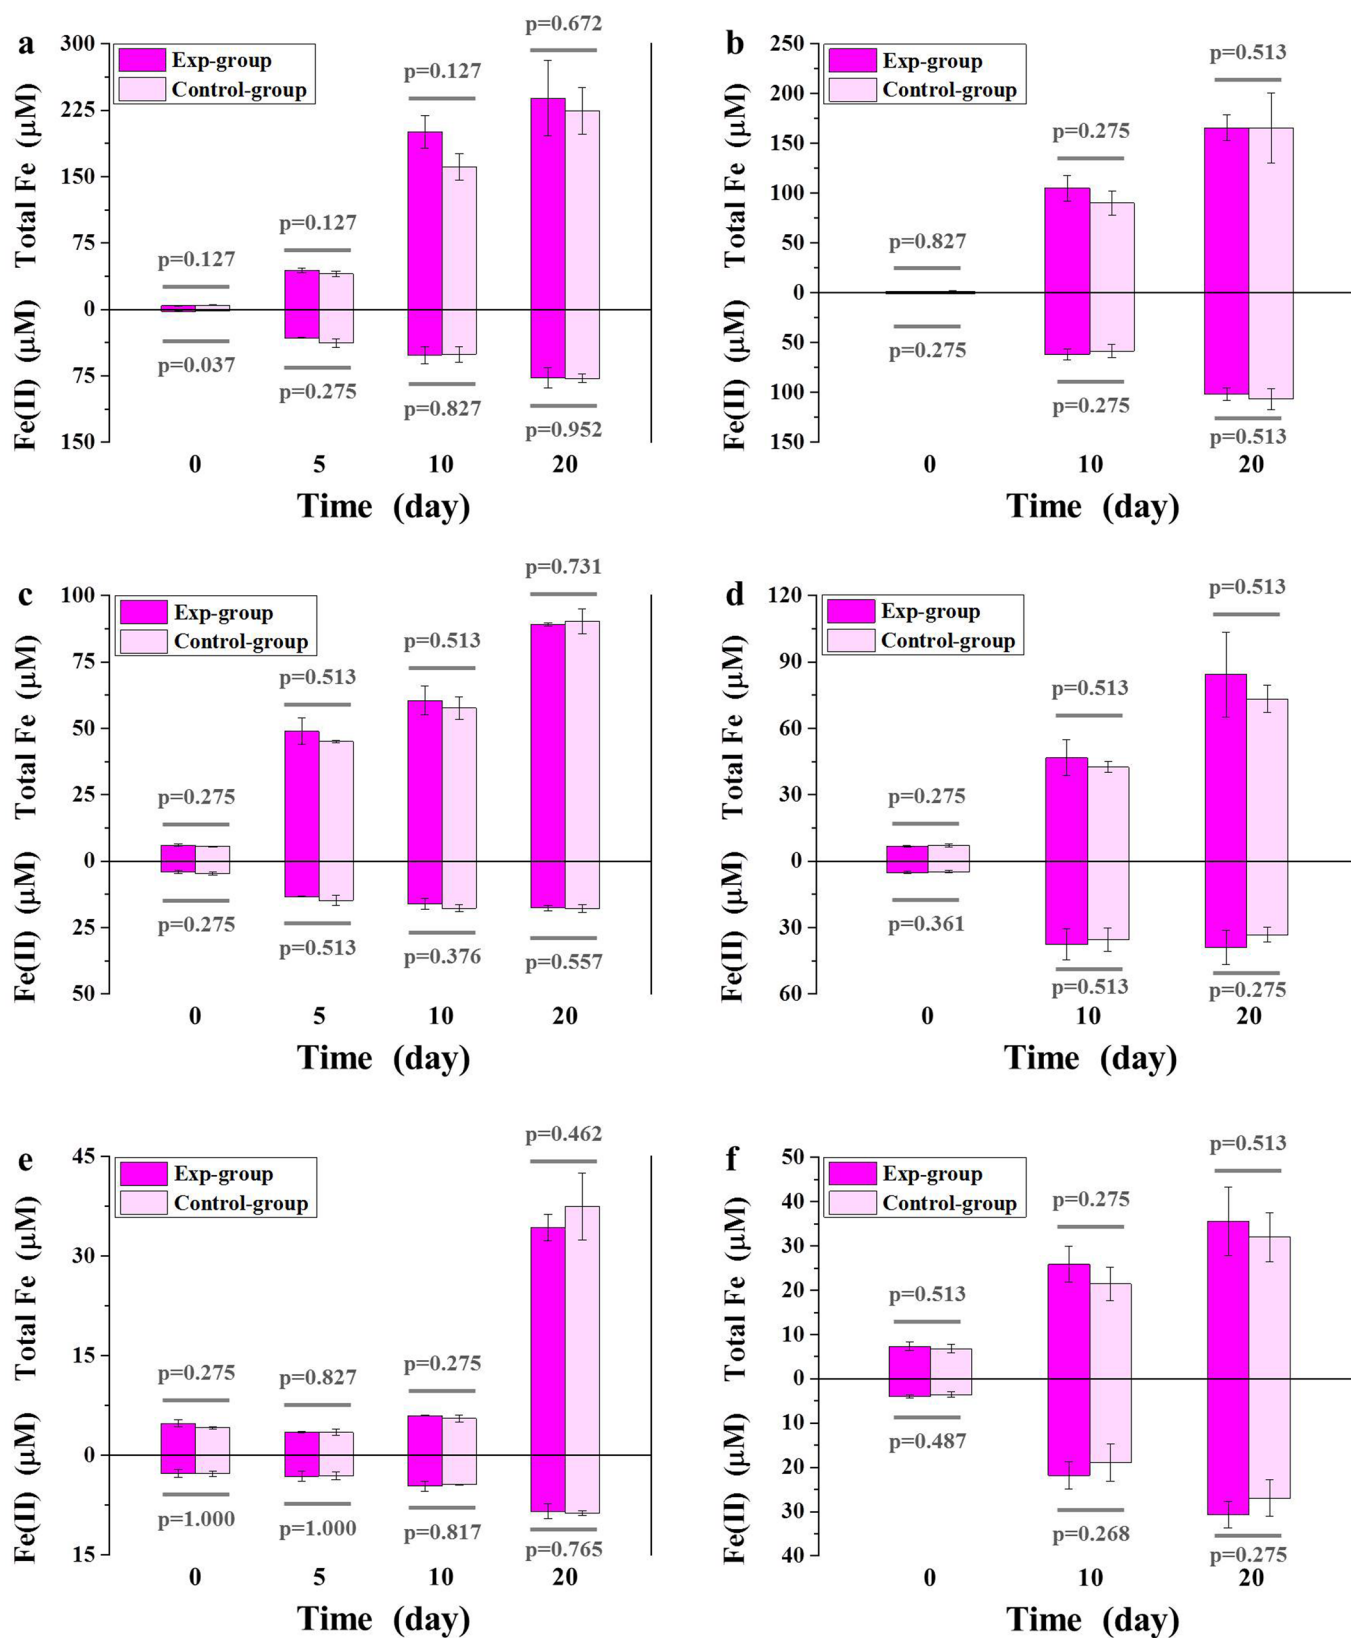 a
Exp-group
Control-group
Total Fe (μM)
Fe(II) (μM)
300
225
150
75
0
75
150
p=0.127
p=0.127
p=0.127
p=0.672
p=0.037
p=0.275
p=0.827
p=0.952
0 5 10 20
Time (day)
b
Exp-group
Control-group
Total Fe (μM)
Fe(II) (μM)
250
200
150
100
50
0
50
100
150
p=0.827
p=0.275
p=0.513
p=0.275
p=0.275
p=0.513
0 10 20
Time (day)
c
Exp-group
Control-group
Total Fe (μM)
Fe(II) (μM)
100
75
50
25
0
25
50
p=0.275
p=0.513
p=0.513
p=0.731
p=0.275
p=0.513
p=0.376
p=0.557
0 5 10 20
Time (day)
d
Exp-group
Control-group
Total Fe (μM)
Fe(II) (μM)
120
90
60
30
0
30
60
p=0.275
p=0.513
p=0.513
p=0.361
p=0.513
p=0.275
0 10 20
Time (day)
e
Exp-group
Control-group
Total Fe (μM)
Fe(II) (μM)
45
30
15
0
15
p=0.275
p=0.827
p=0.275
p=0.462
p=1.000
p=1.000
p=0.817
p=0.765
0 5 10 20
Time (day)
f
Exp-group
Control-group
Total Fe (μM)
Fe(II) (μM)
50
40
30
20
10
0
10
20
30
40
p=0.513
p=0.275
p=0.513
p=0.487
p=0.268
p=0.275
0 10 20
Time (day)